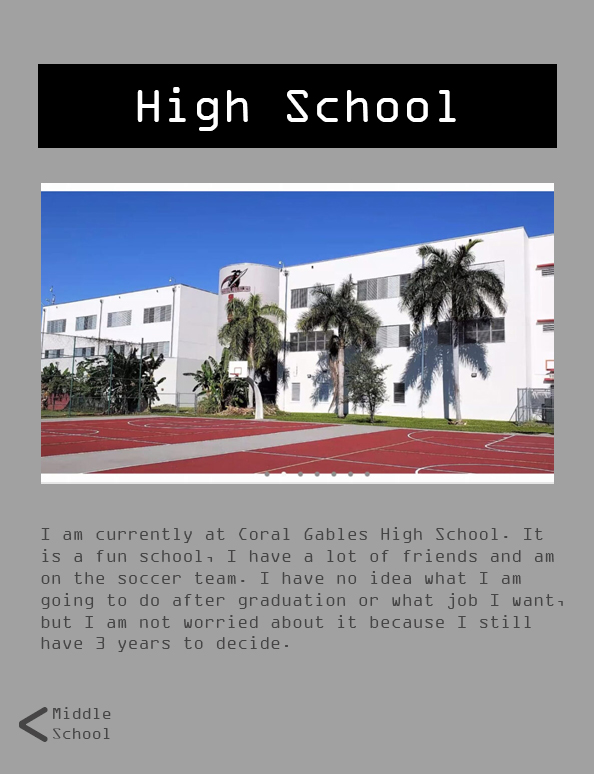 High School
I am currently at Coral Gables High School. It
is a fun school, I have a lot of friends and am
on the soccer team. I have no idea what I am
going to do after graduation or what job I want,
but I am not worried about it because I still
have 3 years to decide.
Middle
School